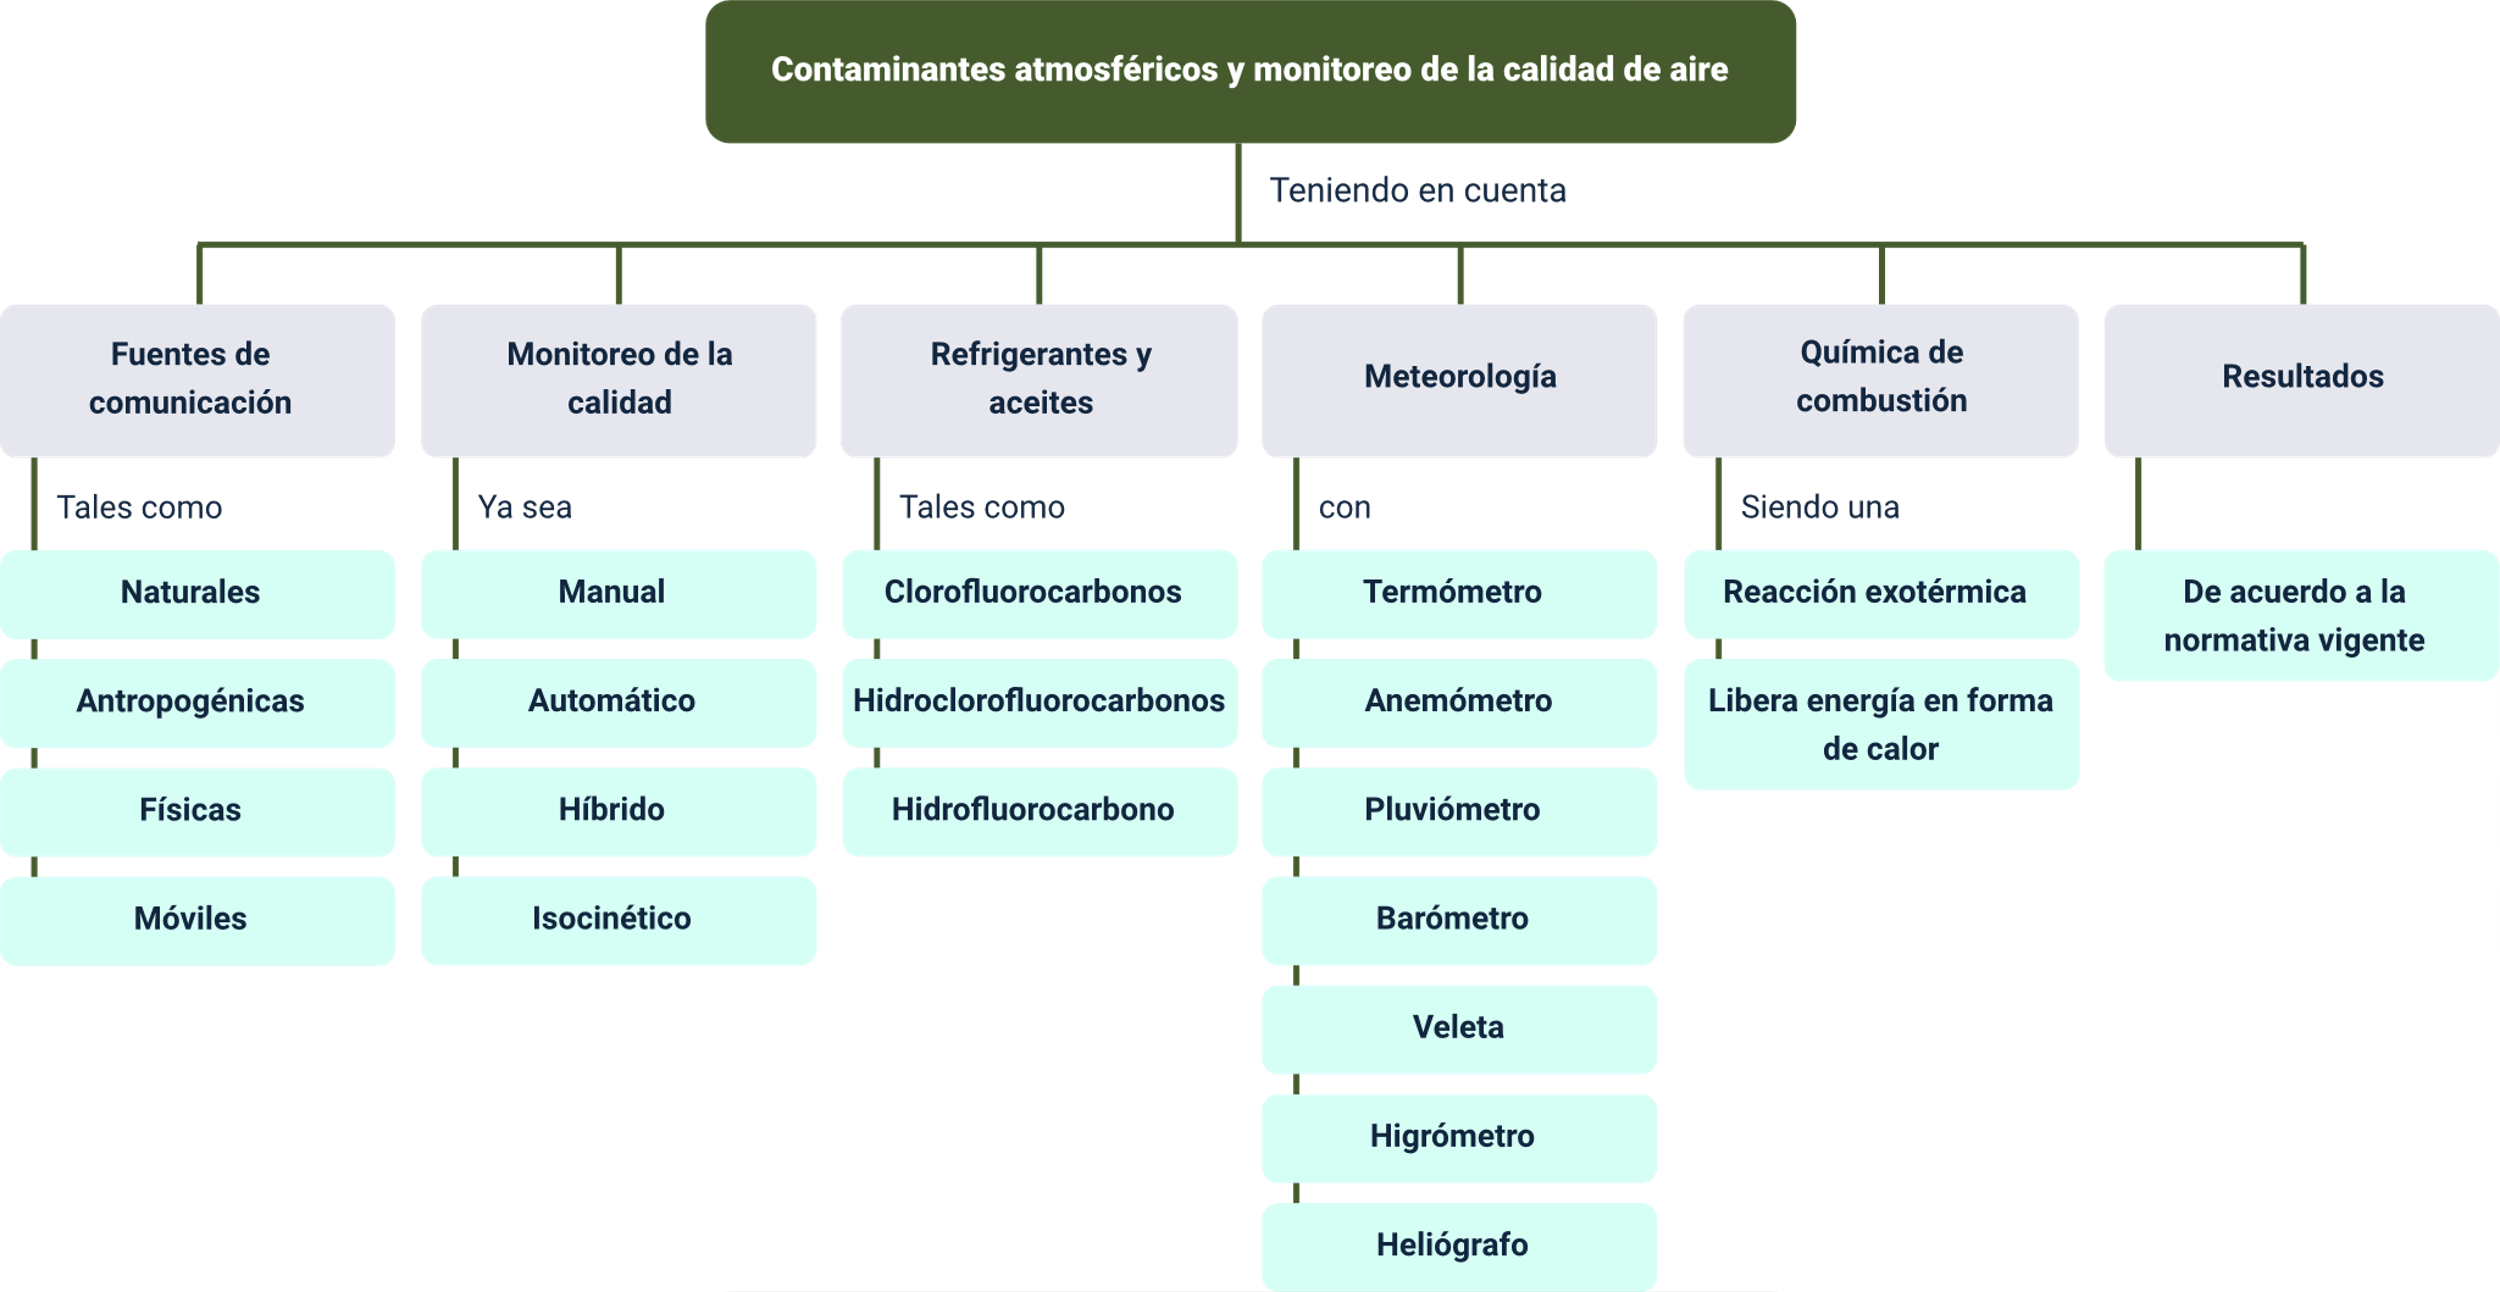 Contaminantes atmosféricos y monitoreo de la calidad de aire
Teniendo en cuenta
Fuentes de
comunicación
Tales como
Naturales
Antropogénicas
Físicas
Móviles
Monitoreo de la
calidad
Ya sea
Manual
Automático
Híbrido
Isocinético
Refrigerantes y
aceites
Tales como
Clorofluorocarbonos
Hidroclorofluorocarbonos
Hidrofluorocarbono
Meteorología
con
Termómetro
Anemómetro
Pluviómetro
Barómetro
Veleta
Higrómetro
Heliógrafo
Química de
combustión
Siendo una
Reacción exotérmica
Libera energía en forma
de calor
Resultados
De acuerdo a la
normativa vigente